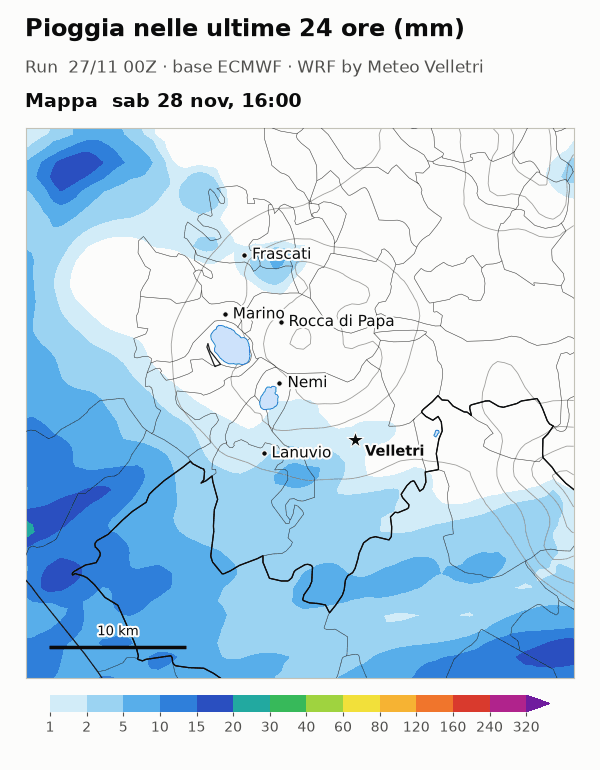 Pioggia nelle ultime 24 ore (mm)
Run 27/11 00Z · base ECMWF · WRF by Meteo Velletri
Mappa sab 28 nov, 16:00
Frascati
Marino
Rocca di Papa
Nemi
Velletri
Lanuvio
10 km
1 2 5 10 15 20 30 40 60 80 120 160 240 320